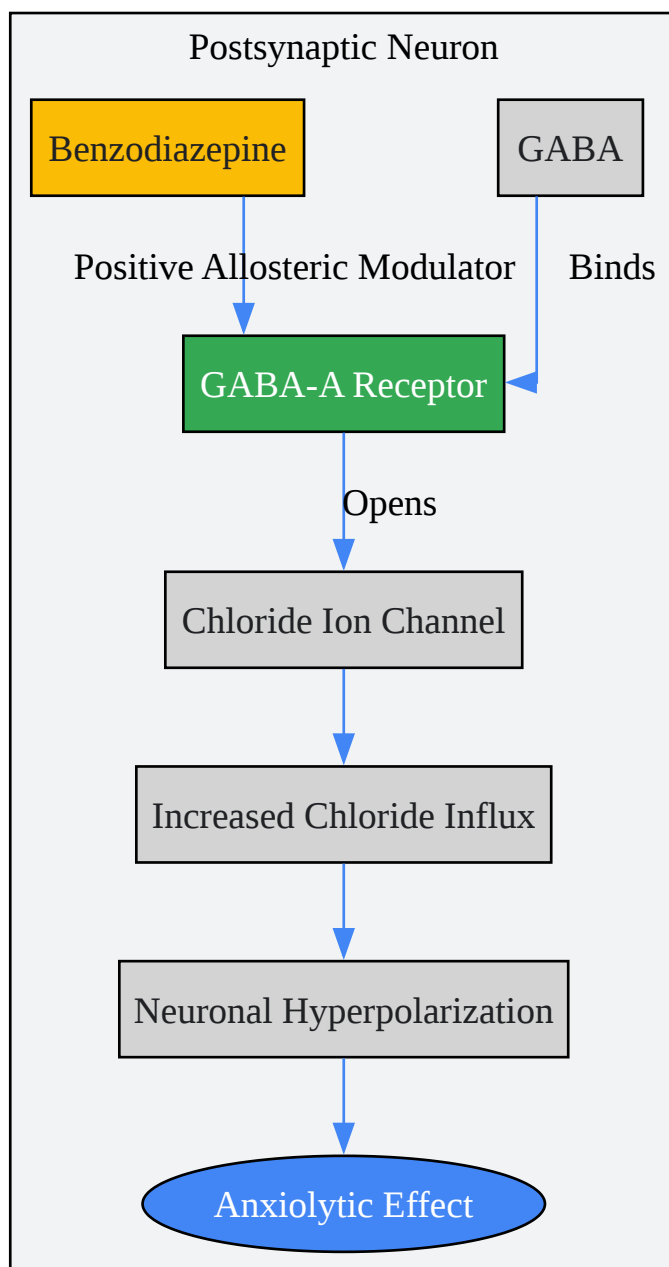 Postsynaptic Neuron
Benzodiazepine
GABA
Positive Allosteric Modulator
Binds
GABA-A Receptor
Opens
Chloride Ion Channel
Increased Chloride Influx
Neuronal Hyperpolarization
Anxiolytic Effect